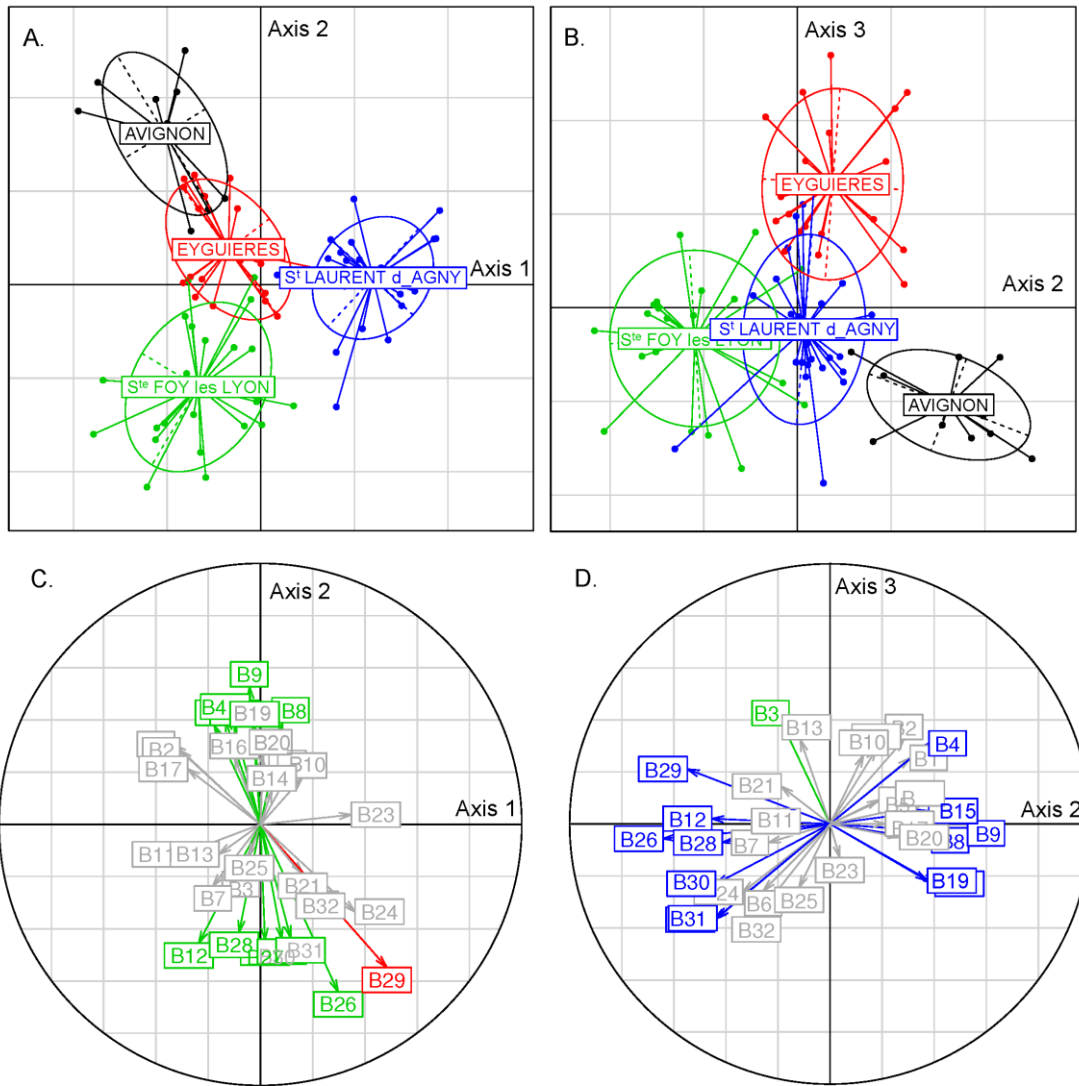 A.
Axis 2
AVIGNON
EYGUIERES
Axis 1
Sᵗ LAURENT d_AGNY
Sᵗᵉ FOY les LYON
B.
Axis 3
EYGUIERES
Axis 2
Sᵗᵉ FOY les LYON
Sᵗ LAURENT d_AGNY
AVIGNON
C.
Axis 2
B9
B4
B19
B8
B16
B20
B2
B17
B14
B10
Axis 1
B23
B11
B13
B25
B21
B7
B3
B32
B24
B12
B28
B31
B29
B26
D.
Axis 3
B3
B13
B2
B10
B4
B29
B21
B15
Axis 2
B12
B11
B26
B28
B7
B20
B9
B8
B30
B23
B19
B24
B6
B25
B31
B32